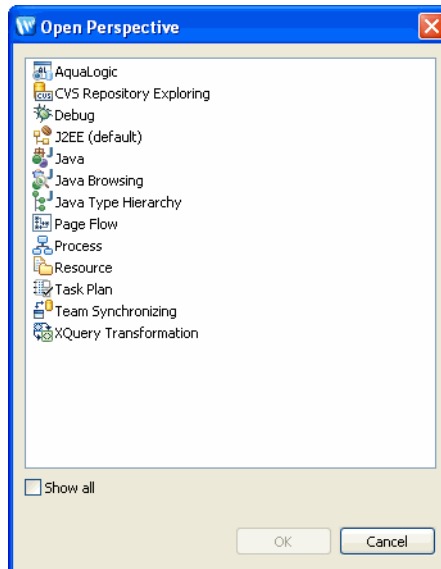 Open Perspective
AquaLogic
CVS Repository Exploring
Debug
J2EE (default)
Java
Java Browsing
Java Type Hierarchy
Page Flow
Process
Resource
Task Plan
Team Synchronizing
XQuery Transformation
Show all
OK
Cancel